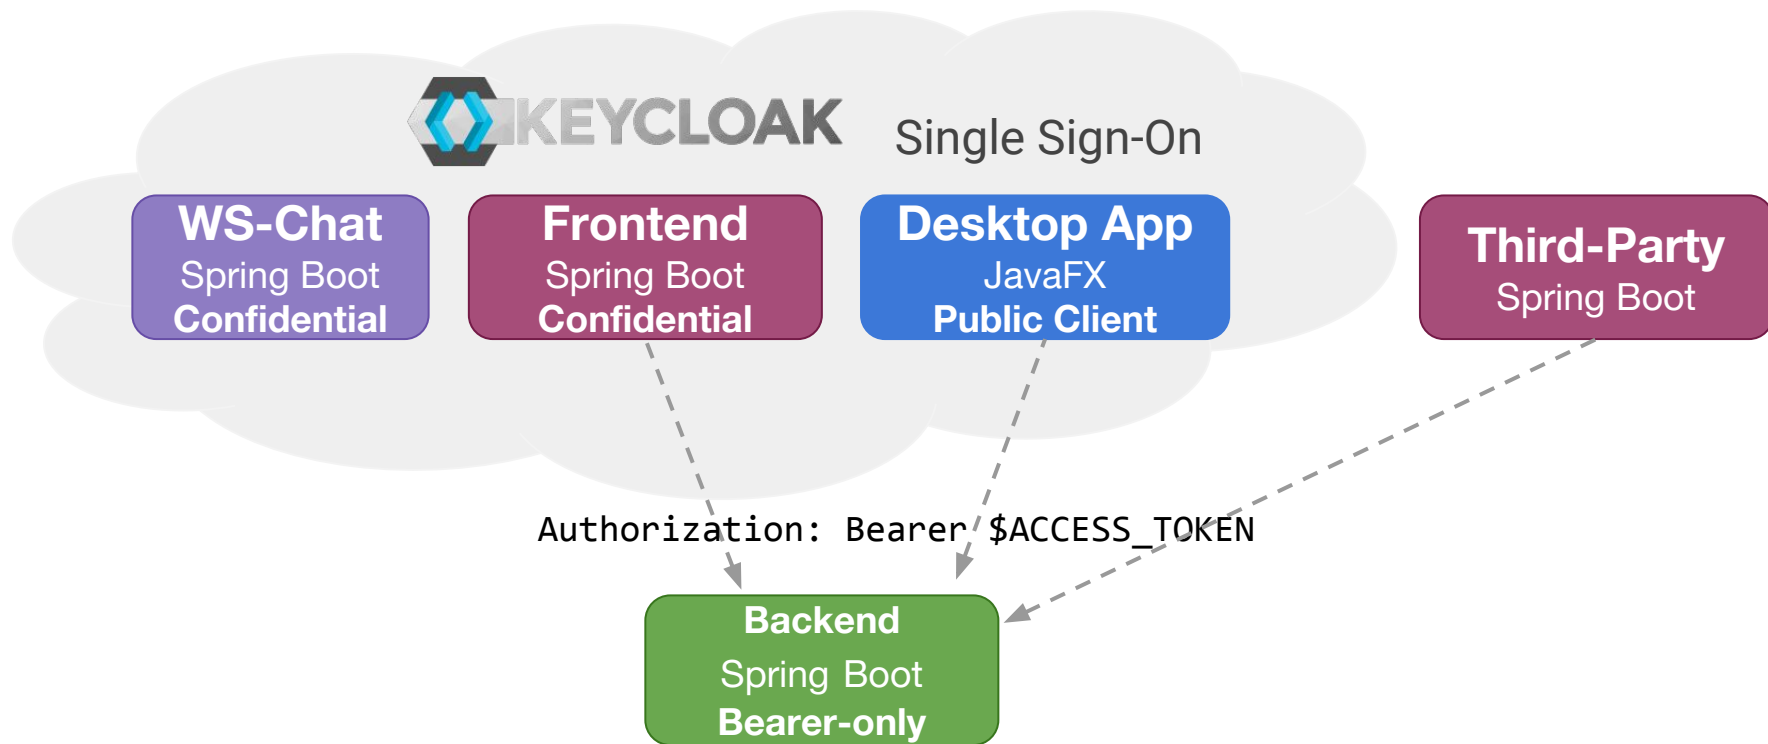 KEYCLOAK
Single Sign-On
WS-Chat
Spring Boot
Confidential
Frontend
Spring Boot
Confidential
Desktop App
JavaFX
Public Client
Third-Party
Spring Boot
Authorization: Bearer $ACCESS_TOKEN
Backend
Spring Boot
Bearer-only